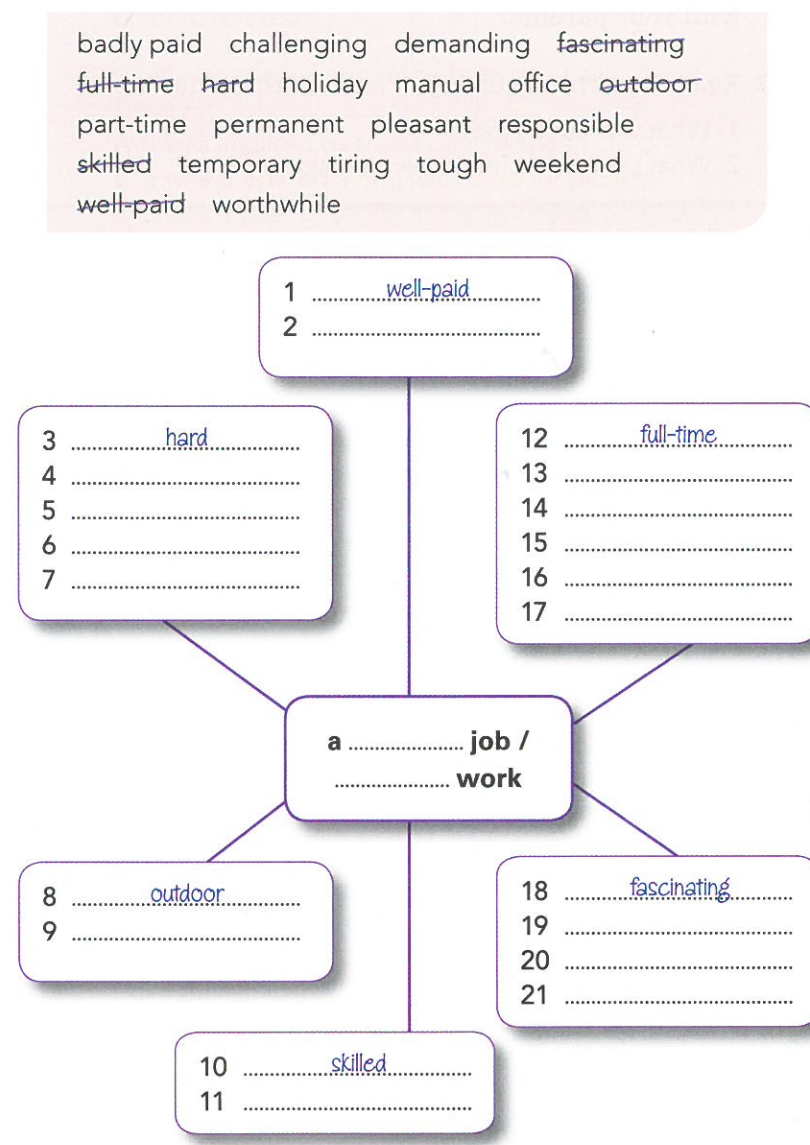 badly paid challenging demanding fascinating
full-time hard holiday manual office outdoor
part-time permanent pleasant responsible
skilled temporary tiring tough weekend
well-paid worthwhile
1 well-paid
2
3 hard
4
5
6
7
12 full-time
13
14
15
16
17
a .................... job /
.................... work
8 outdoor
9
18 fascinating
19
20
21
10 skilled
11